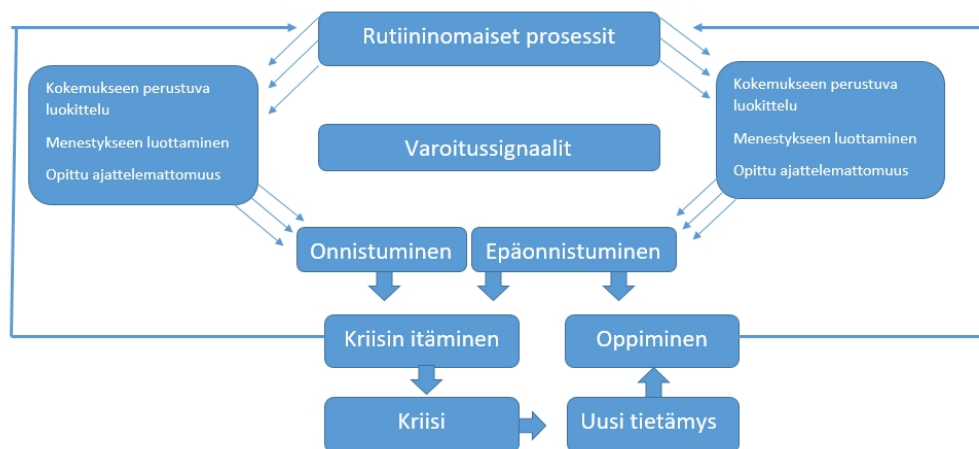 Rutiininomaiset prosessit
Kokemukseen perustuva
luokittelu
Menestykseen luottaminen
Opittu ajattelemattomuus
Varoitussignaalit
Kokemukseen perustuva
luokittelu
Menestykseen luottaminen
Opittu ajattelemattomuus
Onnistuminen
Epäonnistuminen
Kriisin itäminen
Oppiminen
Kriisi
Uusi tietämys